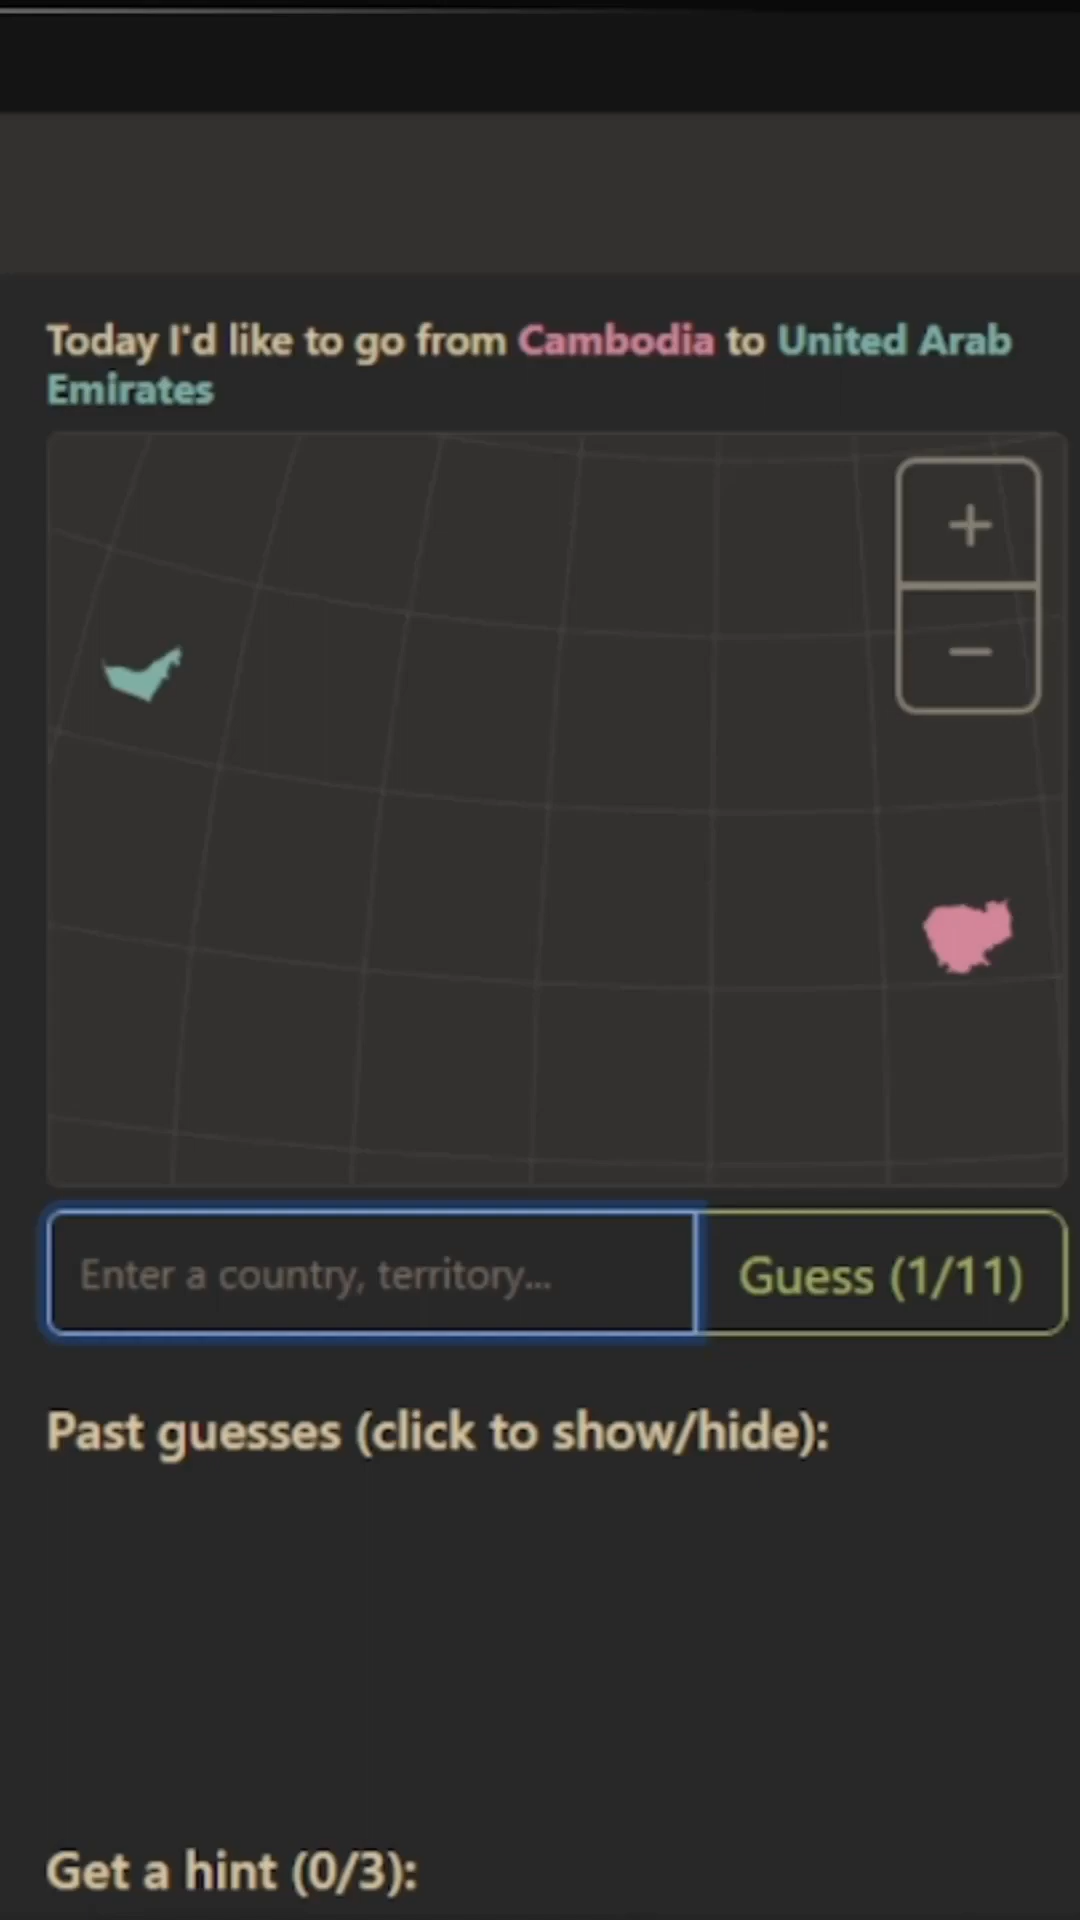 Today I'd like to go from Cambodia to United Arab
Emirates
+
−
Enter a country, territory...
Guess (1/11)
Past guesses (click to show/hide):
Get a hint (0/3):